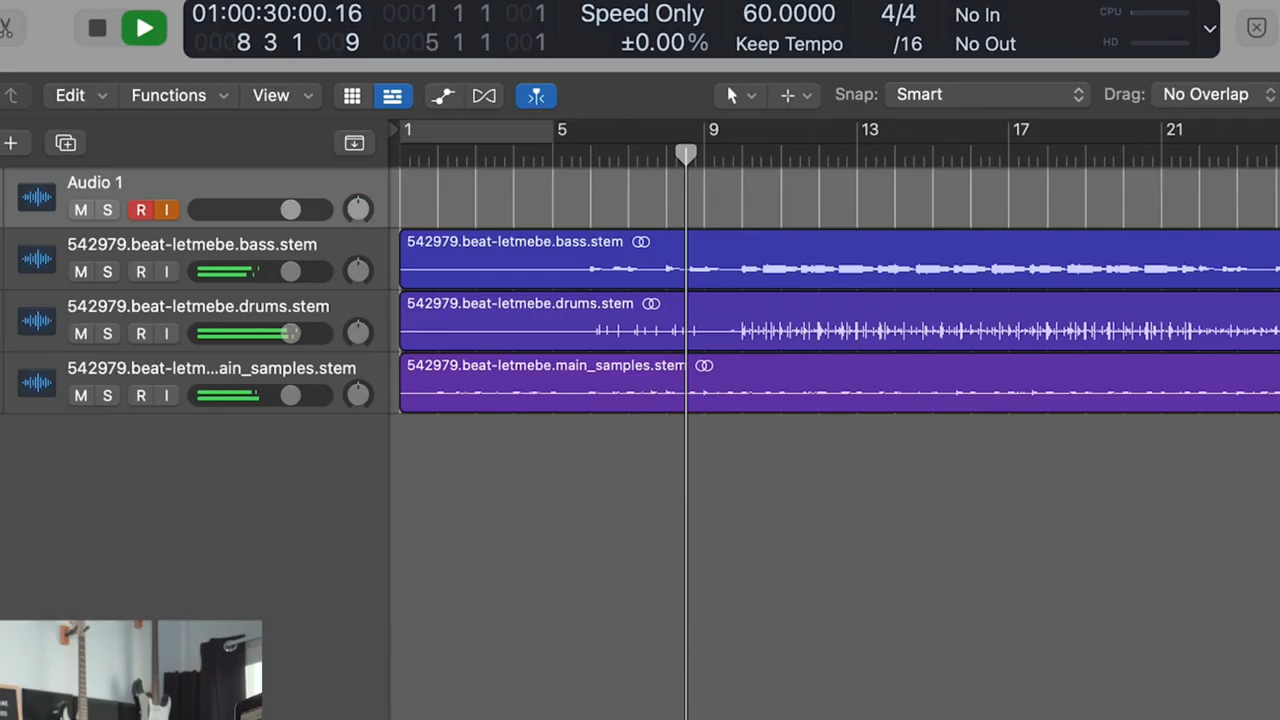 01:00:30:00.16
0008 3 1 009
0001 1 1 001
0005 1 1 001
Speed Only
±0.00%
60.0000
Keep Tempo
4/4
/16
No In
No Out
CPU
HD
Edit
Functions
View
Snap: Smart
Drag: No Overlap
1 5 9 13 17 21
Audio 1
M S R I
542979.beat-letmebe.bass.stem
M S R I
542979.beat-letmebe.bass.stem
542979.beat-letmebe.drums.stem
M S R I
542979.beat-letmebe.drums.stem
542979.beat-letm...ain_samples.stem
M S R I
542979.beat-letmebe.main_samples.stem